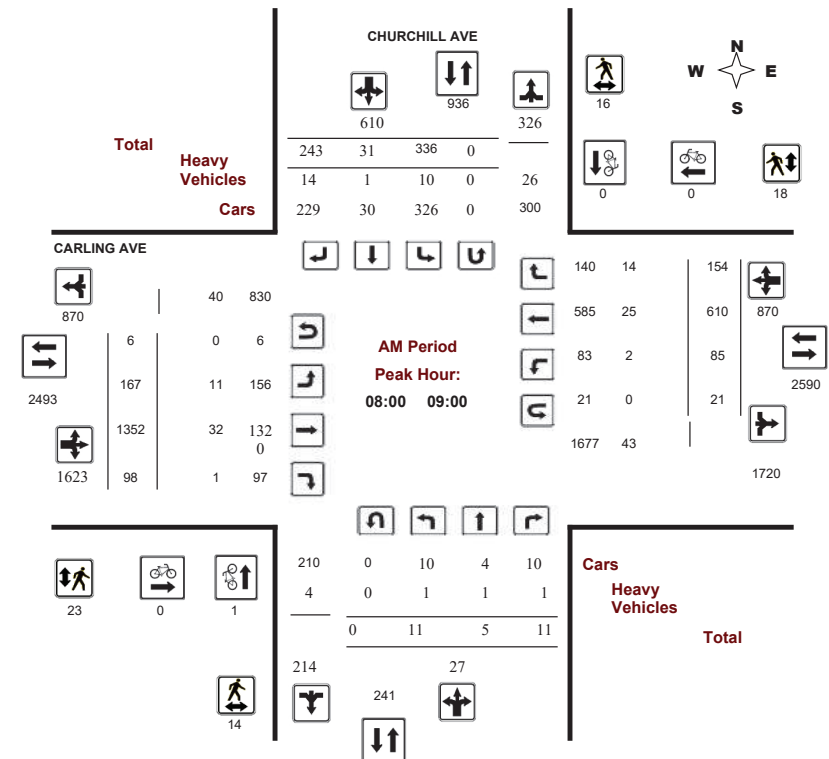 CHURCHILL AVE
N
W E
S
936
16
610 326
Total
243 31 336 0
Heavy
Vehicles
14 1 10 0 26
0 0 18
Cars
229 30 326 0 300
CARLING AVE
140 14 154
870
40 830
585 25 610 870
6 0 6
AM Period
83 2 85
2493
167 11 156
Peak Hour:
2590
08:00 09:00
21 0 21
1352 32 132
0
1677 43
1623 98 1 97
1720
210 0 10 4 10
Cars
4 0 1 1 1
Heavy
Vehicles
23 0 1
0 11 5 11
Total
214 27
241
14